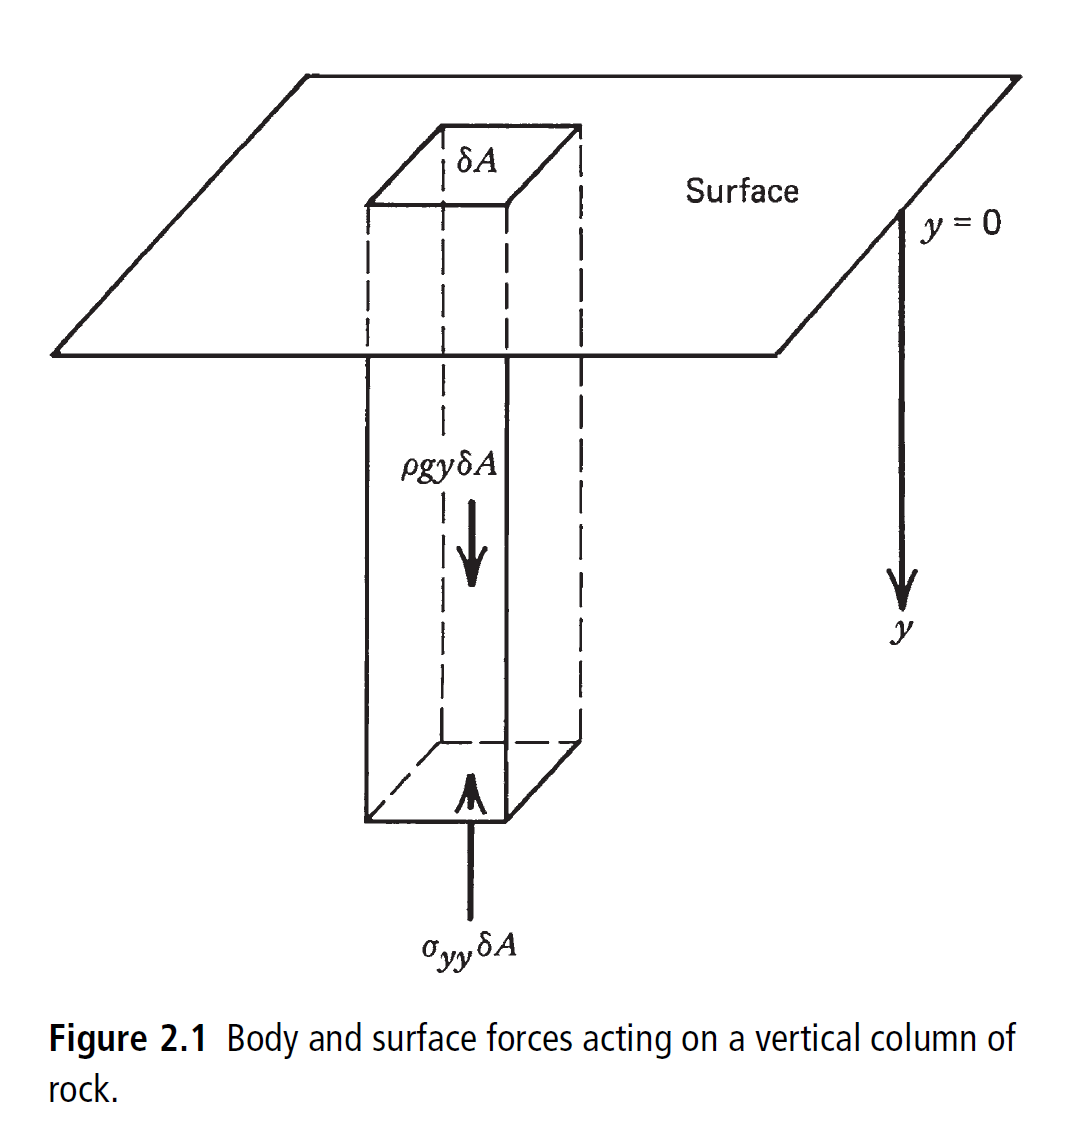 δA
Surface
y = 0
ρgyδA
y
σyyδA
Figure 2.1 Body and surface forces acting on a vertical column of
rock.